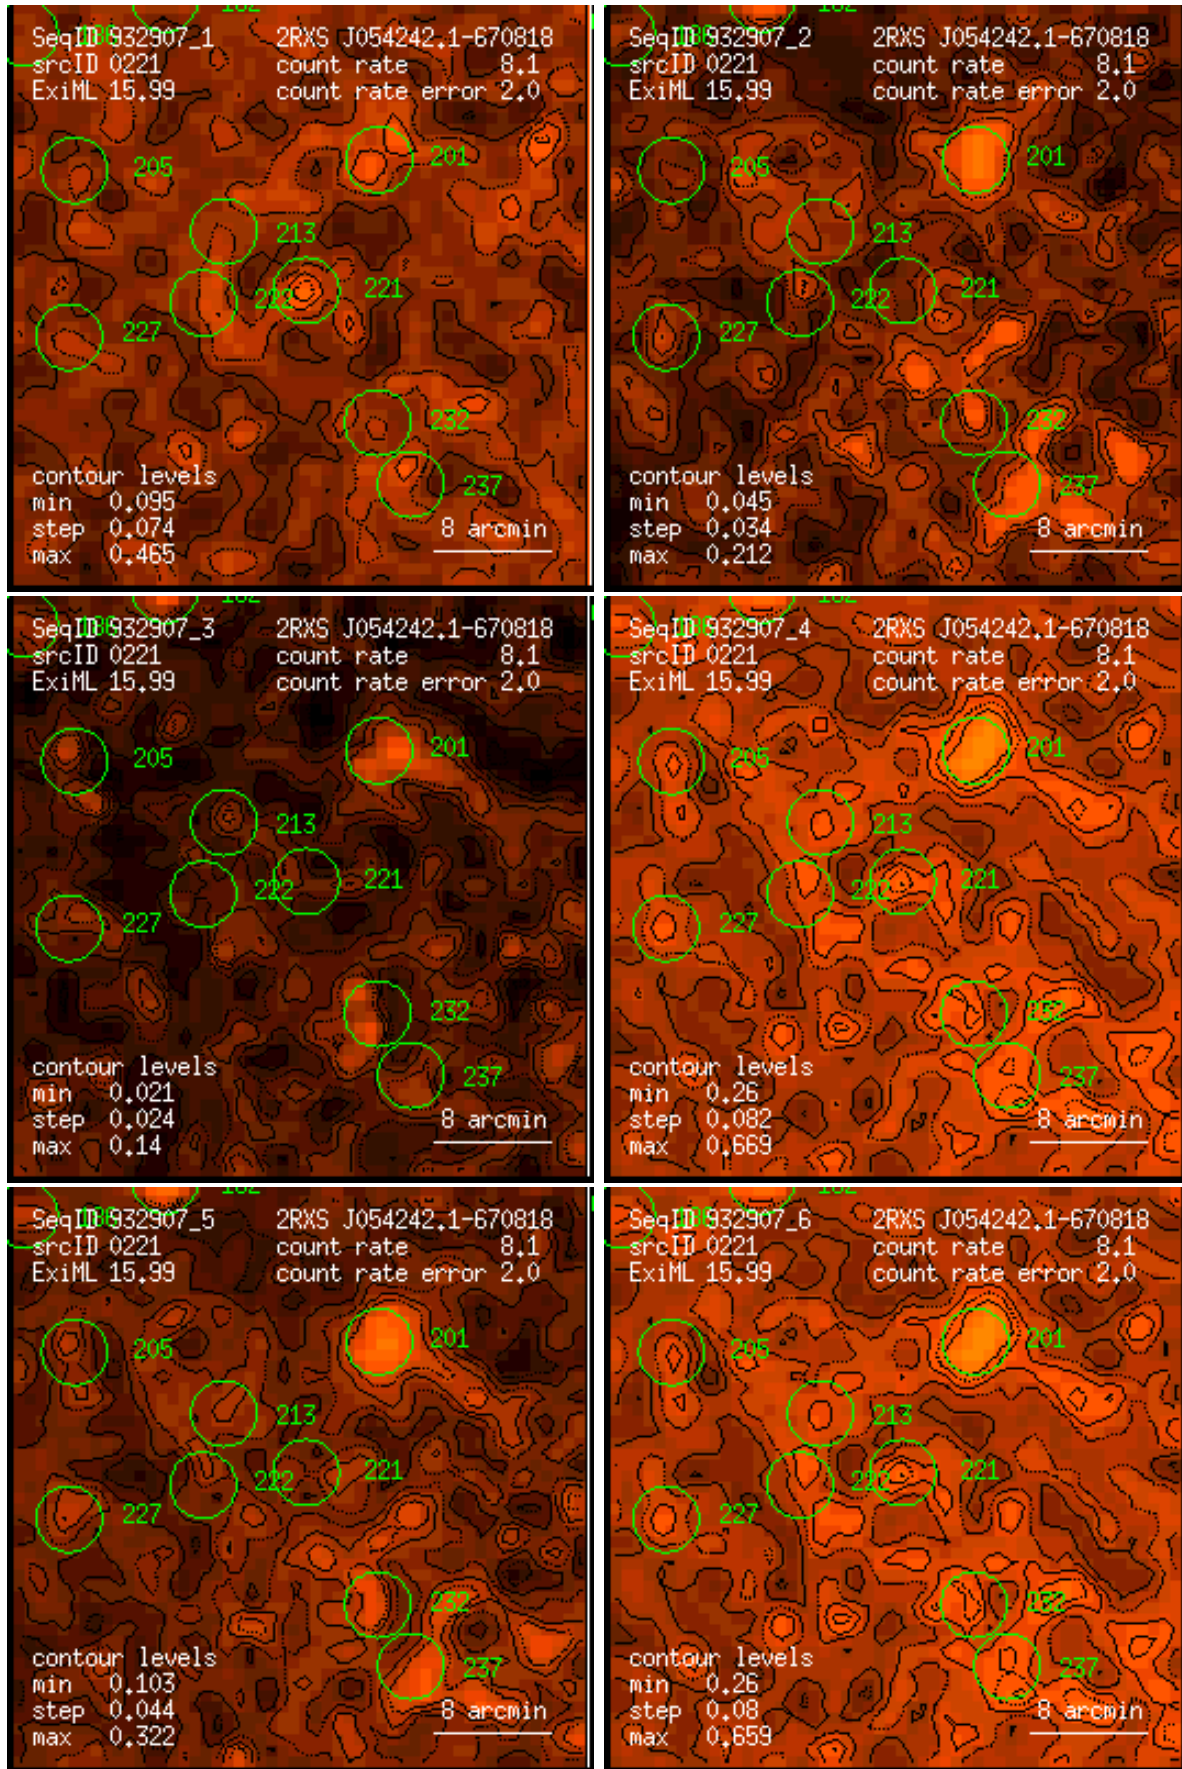 162
SeqID 932907_1 2RXS J054242.1-670818
186
srcID 0221 count rate 8.1
ExiML 15.99 count rate error 2.0
205
201
213
222
221
227
232
237
contour levels
min 0.095
step 0.074
max 0.465
8 arcmin
162
SeqID 932907_2 2RXS J054242.1-670818
186
srcID 0221 count rate 8.1
ExiML 15.99 count rate error 2.0
205
201
213
222
221
227
232
237
contour levels
min 0.045
step 0.034
max 0.212
8 arcmin
162
SeqID 932907_3 2RXS J054242.1-670818
186
srcID 0221 count rate 8.1
ExiML 15.99 count rate error 2.0
205
201
213
222
221
227
232
237
contour levels
min 0.021
step 0.024
max 0.14
8 arcmin
162
SeqID 932907_4 2RXS J054242.1-670818
186
srcID 0221 count rate 8.1
ExiML 15.99 count rate error 2.0
205
201
213
222
221
227
232
237
contour levels
min 0.26
step 0.082
max 0.669
8 arcmin
162
SeqID 932907_5 2RXS J054242.1-670818
186
srcID 0221 count rate 8.1
ExiML 15.99 count rate error 2.0
205
201
213
222
221
227
232
237
contour levels
min 0.103
step 0.044
max 0.322
8 arcmin
162
SeqID 932907_6 2RXS J054242.1-670818
186
srcID 0221 count rate 8.1
ExiML 15.99 count rate error 2.0
205
201
213
222
221
227
232
237
contour levels
min 0.26
step 0.08
max 0.659
8 arcmin